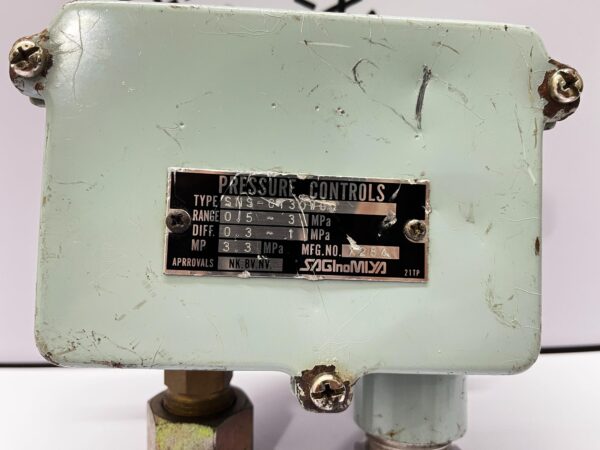 PRESSURE CONTROLS
TYPE
RANGE 0.5 ~ 3 MPa
DIFF. 0.3 ~ 1 MPa
MP 3.3 MPa MFG.NO.
APRROVALS NK.BV.NV. SAGInoMIYA 21TP